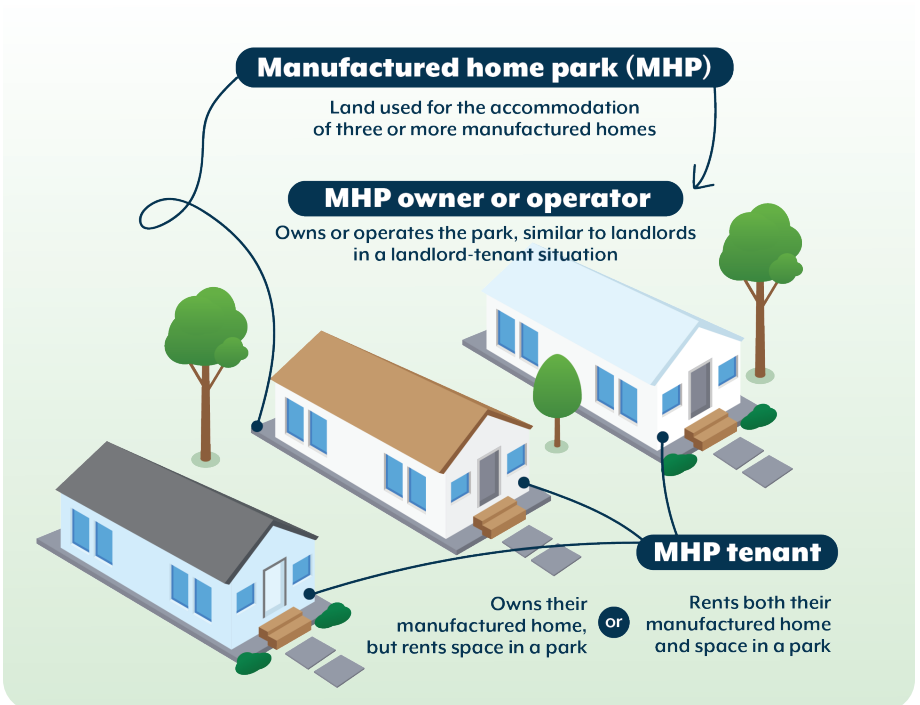 Manufactured home park (MHP)
Land used for the accommodation
of three or more manufactured homes
MHP owner or operator
Owns or operates the park, similar to landlords
in a landlord-tenant situation
MHP tenant
Owns their
manufactured home,
but rents space in a park
or
Rents both their
manufactured home
and space in a park